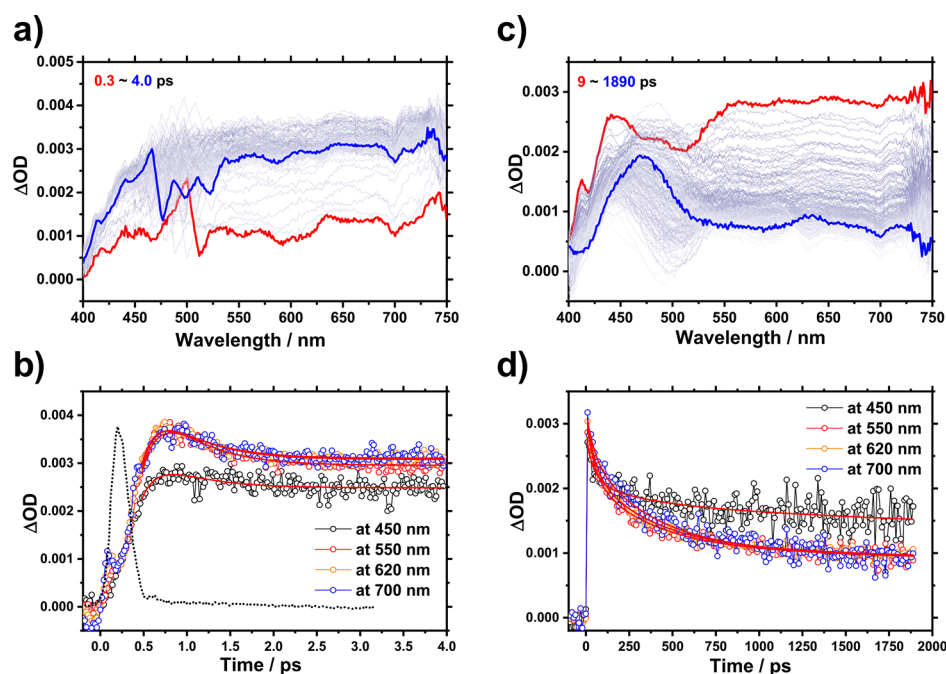 a)
0.3 ~ 4.0 ps
ΔOD
0.005
0.004
0.003
0.002
0.001
0.000
400 450 500 550 600 650 700 750
Wavelength / nm
c)
9 ~ 1890 ps
ΔOD
0.003
0.002
0.001
0.000
400 450 500 550 600 650 700 750
Wavelength / nm
b)
ΔOD
0.004
0.003
0.002
0.001
0.000
at 450 nm
at 550 nm
at 620 nm
at 700 nm
0.0 0.5 1.0 1.5 2.0 2.5 3.0 3.5 4.0
Time / ps
d)
ΔOD
0.003
0.002
0.001
0.000
at 450 nm
at 550 nm
at 620 nm
at 700 nm
0 250 500 750 1000 1250 1500 1750 2000
Time / ps